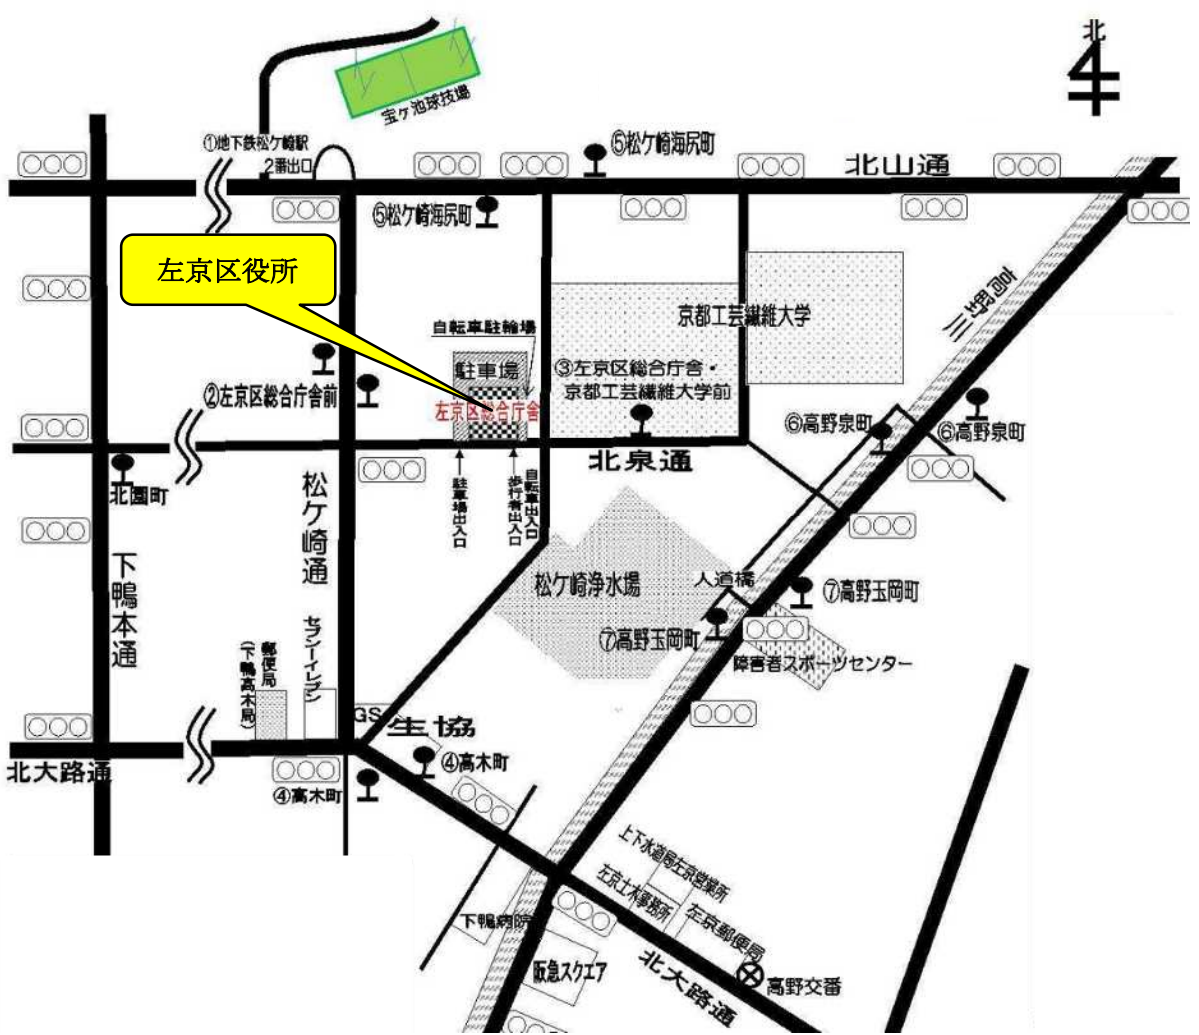 北
宝ヶ池球技場
①地下鉄松ケ崎駅
2番出口
⑤松ケ崎海尻町
北山通
⑤松ケ崎海尻町
左京区役所
高野川
京都工芸繊維大学
自転車駐輪場
駐車場
③左京区総合庁舎・
京都工芸繊維大学前
②左京区総合庁舎前
左京区総合庁舎
⑥高野泉町
⑥高野泉町
北泉通
北園町
松ケ崎通
駐車場出入口
歩行者出入口
自転車出入口
下鴨本通
松ケ崎浄水場
人道橋
⑦高野玉岡町
⑦高野玉岡町
障害者スポーツセンター
セブンーイレブン
郵便局
(下鴨高木局)
GS
生協
北大路通
④高木町
④高木町
上下水道局左京営業所
左京土木事務所
左京郵便局
下鴨病院
阪急スクエア
北大路通
高野交番